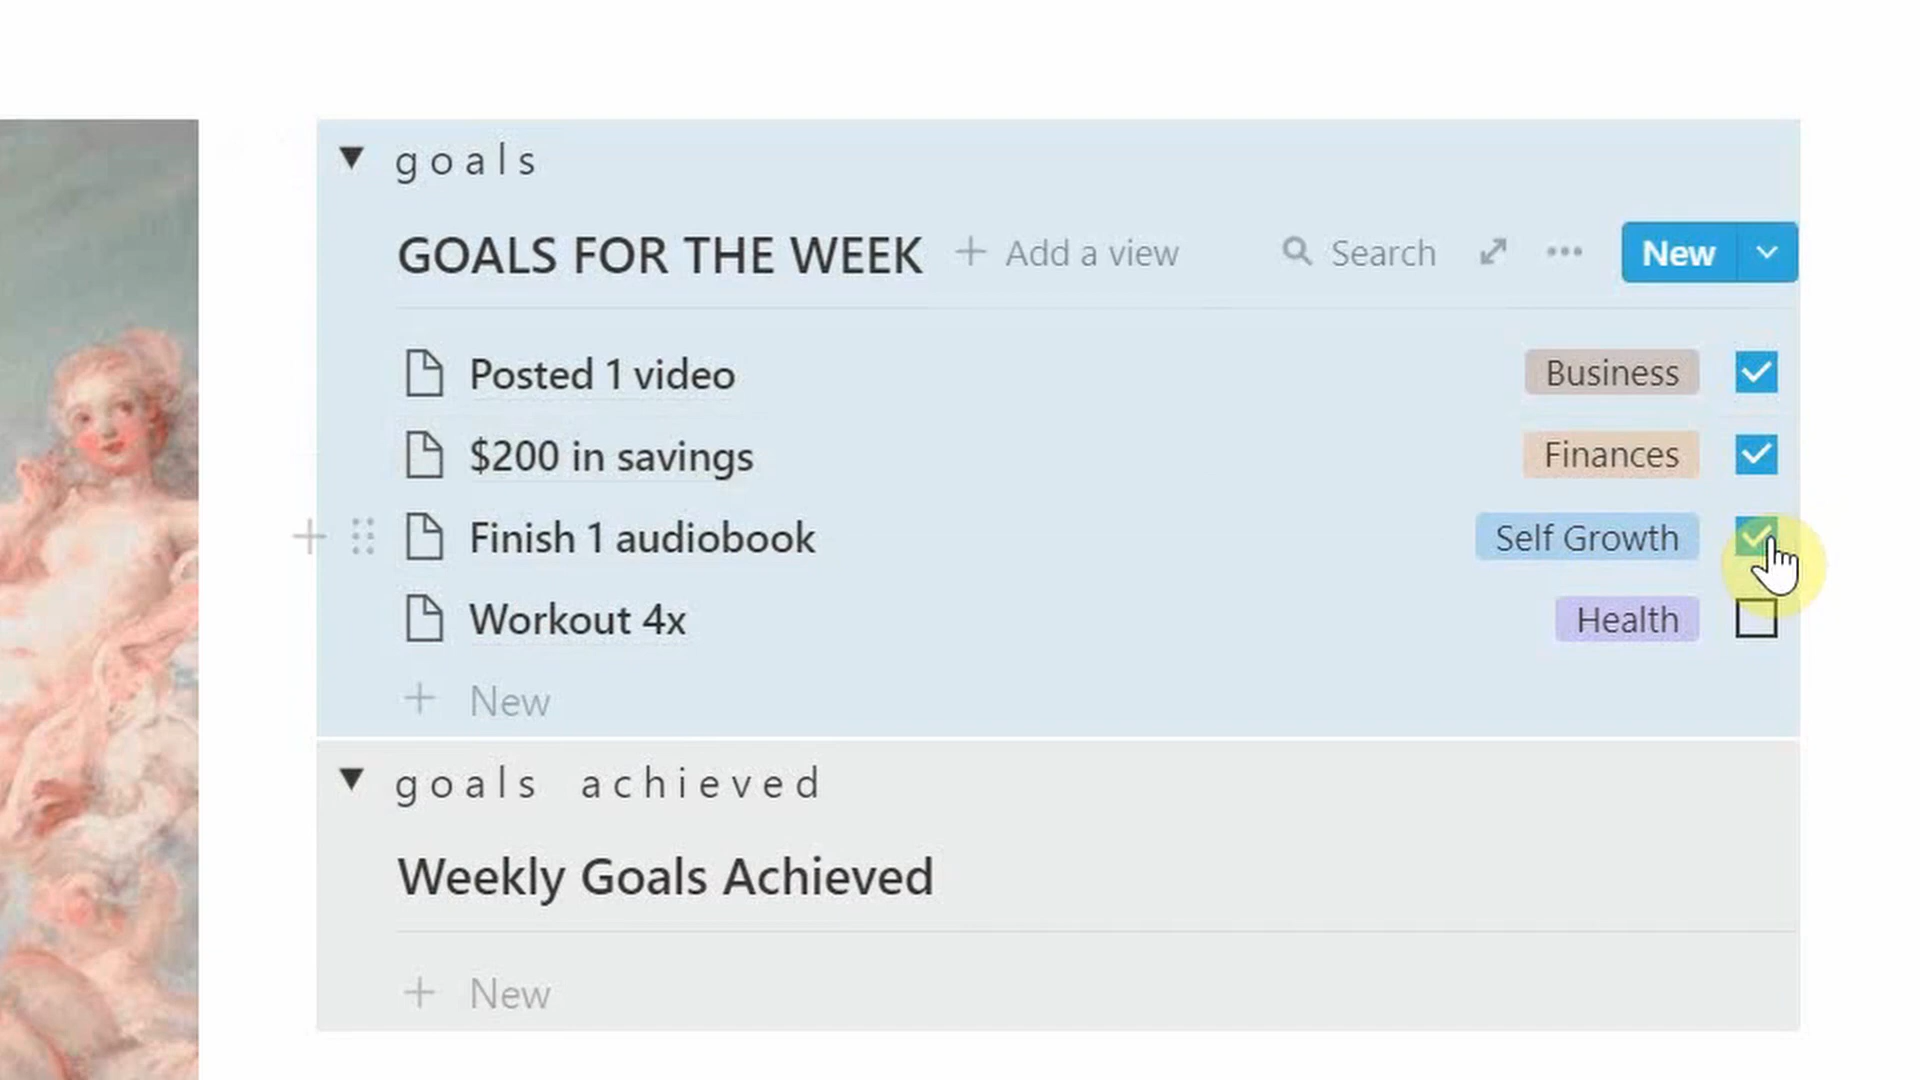 goals
GOALS FOR THE WEEK + Add a view Search New
Posted 1 video Business
$200 in savings Finances
Finish 1 audiobook Self Growth
Workout 4x Health
+ New
goals achieved
Weekly Goals Achieved
+ New